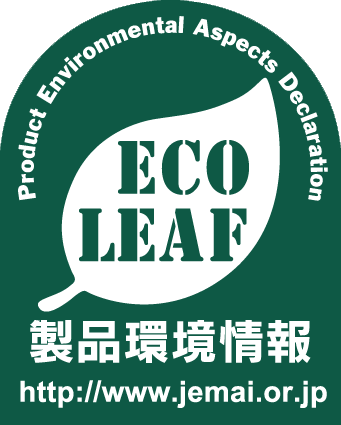 Product Environmental Aspects Declaration
ECO
LEAF
製品環境情報
http://www.jemai.or.jp